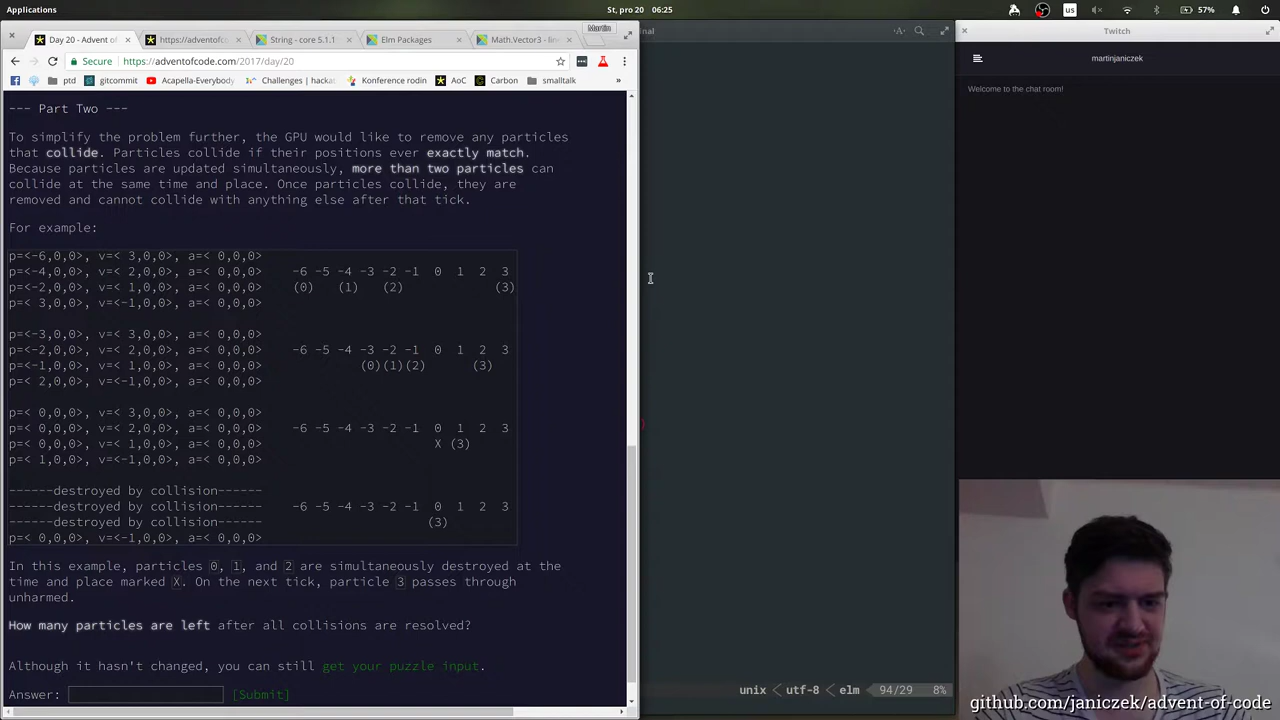 Applications
St, pro 20 06:25
us
57%
Day 20 - Advent of
https://adventofco
String - core 5.1.1
Elm Packages
Math.Vector3 - line
Martin
Secure
https://adventofcode.com/2017/day/20
ptd
gitcommit
Acapella-Everybody
Challenges | hackat
Konference rodin
AoC
Carbon
smalltalk
»
--- Part Two ---
To simplify the problem further, the GPU would like to remove any particles
that collide. Particles collide if their positions ever exactly match.
Because particles are updated simultaneously, more than two particles can
collide at the same time and place. Once particles collide, they are
removed and cannot collide with anything else after that tick.
For example:
p=<-6,0,0>, v=< 3,0,0>, a=< 0,0,0>
p=<-4,0,0>, v=< 2,0,0>, a=< 0,0,0> -6 -5 -4 -3 -2 -1 0 1 2 3
p=<-2,0,0>, v=< 1,0,0>, a=< 0,0,0> (0) (1) (2) (3)
p=< 3,0,0>, v=<-1,0,0>, a=< 0,0,0>
p=<-3,0,0>, v=< 3,0,0>, a=< 0,0,0>
p=<-2,0,0>, v=< 2,0,0>, a=< 0,0,0> -6 -5 -4 -3 -2 -1 0 1 2 3
p=<-1,0,0>, v=< 1,0,0>, a=< 0,0,0> (0)(1)(2) (3)
p=< 2,0,0>, v=<-1,0,0>, a=< 0,0,0>
p=< 0,0,0>, v=< 3,0,0>, a=< 0,0,0>
p=< 0,0,0>, v=< 2,0,0>, a=< 0,0,0> -6 -5 -4 -3 -2 -1 0 1 2 3
p=< 0,0,0>, v=< 1,0,0>, a=< 0,0,0> X (3)
p=< 1,0,0>, v=<-1,0,0>, a=< 0,0,0>
------destroyed by collision------
------destroyed by collision------ -6 -5 -4 -3 -2 -1 0 1 2 3
------destroyed by collision------ (3)
p=< 0,0,0>, v=<-1,0,0>, a=< 0,0,0>
In this example, particles 0, 1, and 2 are simultaneously destroyed at the
time and place marked X. On the next tick, particle 3 passes through
unharmed.
How many particles are left after all collisions are resolved?
Although it hasn't changed, you can still get your puzzle input.
Answer: [Submit]
nal
-A-
unix < utf-8 < elm 94/29 8%
Twitch
martinjaniczek
Welcome to the chat room!
github.com/janiczek/advent-of-code